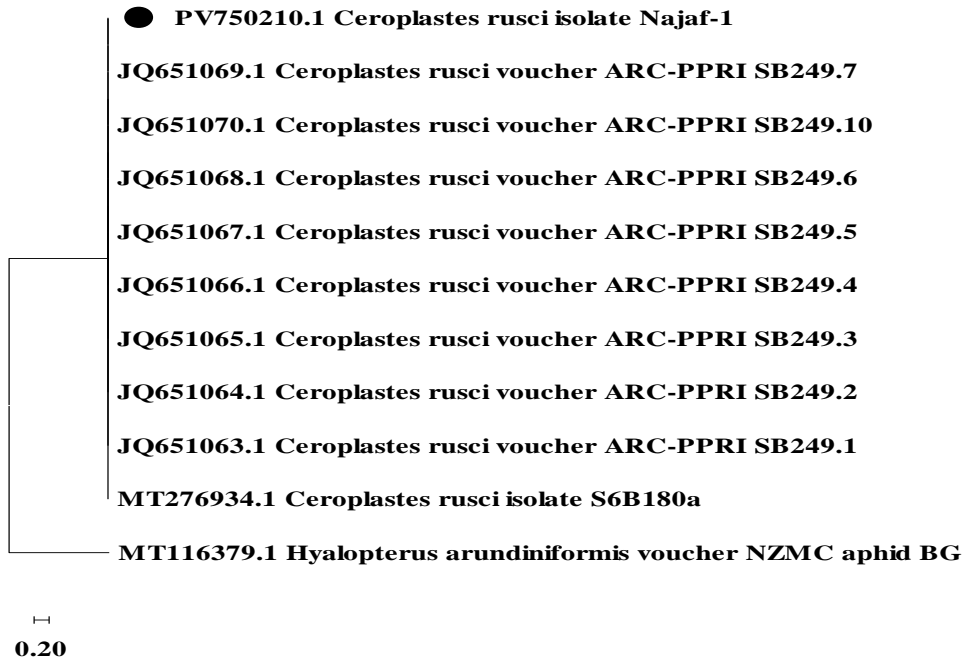 PV750210.1 Ceroplastes rusci isolate Najaf-1
JQ651069.1 Ceroplastes rusci voucher ARC-PPRI SB249.7
JQ651070.1 Ceroplastes rusci voucher ARC-PPRI SB249.10
JQ651068.1 Ceroplastes rusci voucher ARC-PPRI SB249.6
JQ651067.1 Ceroplastes rusci voucher ARC-PPRI SB249.5
JQ651066.1 Ceroplastes rusci voucher ARC-PPRI SB249.4
JQ651065.1 Ceroplastes rusci voucher ARC-PPRI SB249.3
JQ651064.1 Ceroplastes rusci voucher ARC-PPRI SB249.2
JQ651063.1 Ceroplastes rusci voucher ARC-PPRI SB249.1
MT276934.1 Ceroplastes rusci isolate S6B180a
MT116379.1 Hyalopterus arundiniformis voucher NZMC aphid BG
0.20